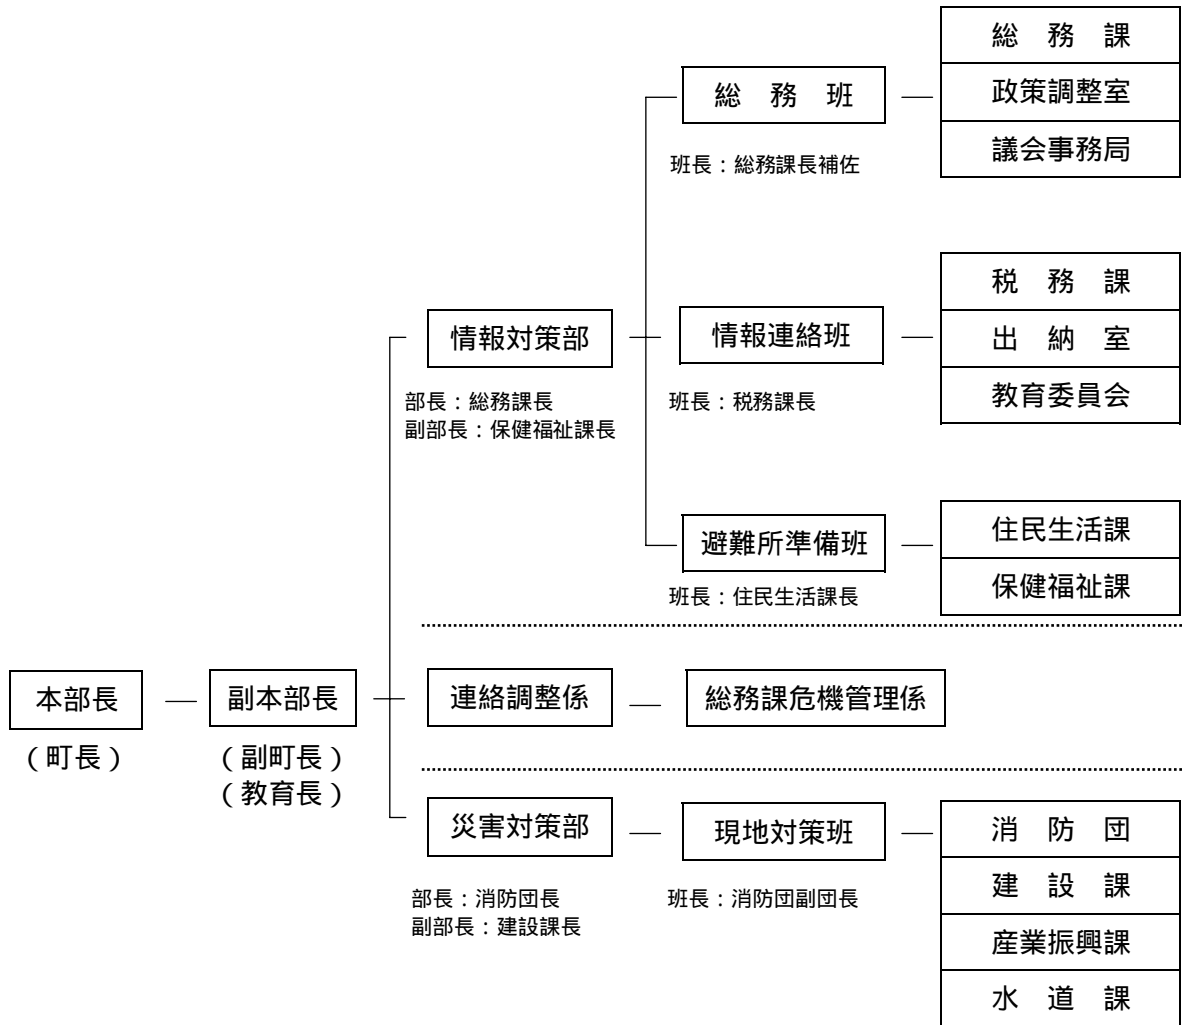 総　務　課
総　務　班
政策調整室
議会事務局
班長：総務課長補佐
税　務　課
情報対策部
情報連絡班
出　納　室
教育委員会
部長：総務課長
副部長：保健福祉課長
班長：税務課長
避難所準備班
住民生活課
保健福祉課
班長：住民生活課長
本部長
副本部長
連絡調整係
総務課危機管理係
（町長）
（副町長）
（教育長）
災害対策部
現地対策班
消　防　団
建　設　課
部長：消防団長
副部長：建設課長
班長：消防団副団長
産業振興課
水　道　課